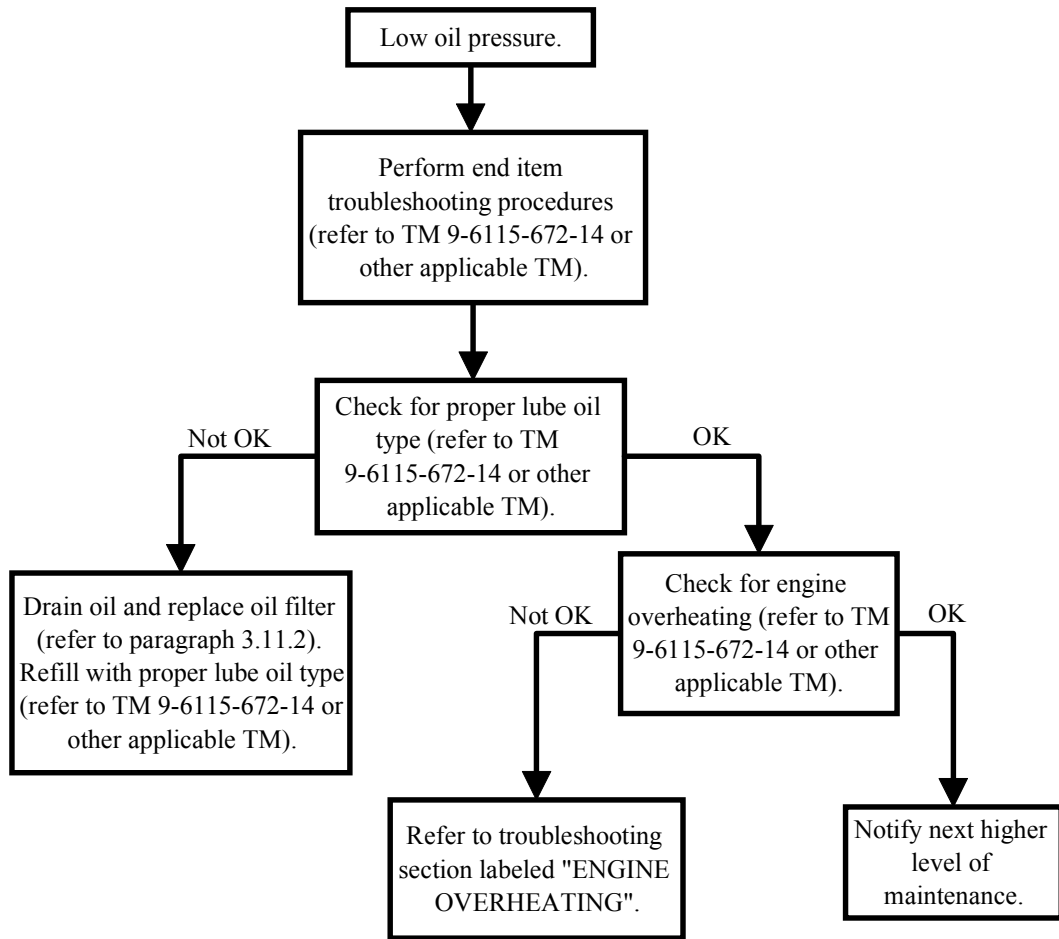 Low oil pressure.
Perform end item
troubleshooting procedures
(refer to TM 9-6115-672-14 or
other applicable TM).
Check for proper lube oil
type (refer to TM
9-6115-672-14 or other
applicable TM).
Not OK
OK
Drain oil and replace oil filter
(refer to paragraph 3.11.2).
Refill with proper lube oil type
(refer to TM 9-6115-672-14 or
other applicable TM).
Check for engine
overheating (refer to TM
9-6115-672-14 or other
applicable TM).
Not OK
OK
Refer to troubleshooting
section labeled "ENGINE
OVERHEATING".
Notify next higher
level of
maintenance.